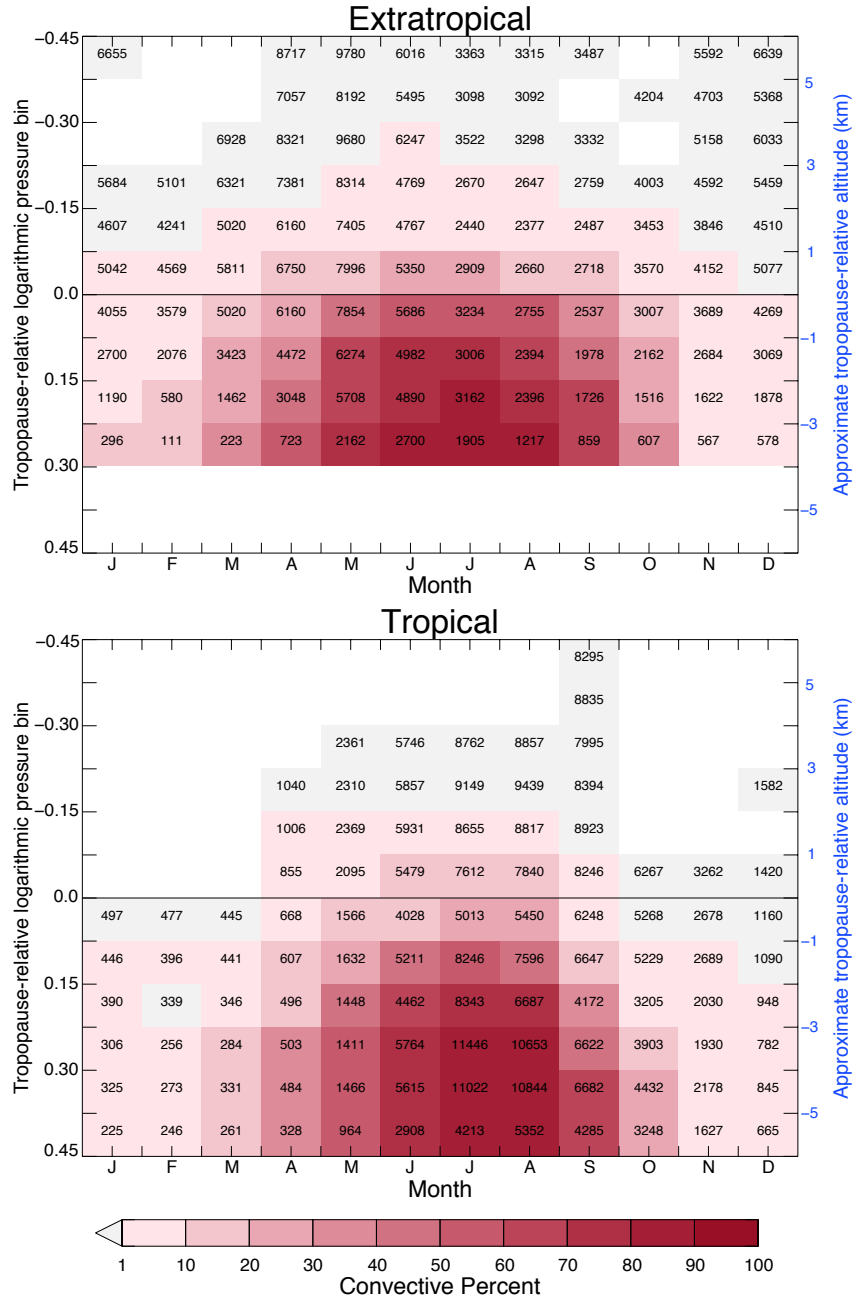 Extratropical
−0.45 6655 8717 9780 6016 3363 3315 3487 5592 6639
5
7057 8192 5495 3098 3092 4204 4703 5368
−0.30
6928 8321 9680 6247 3522 3298 3332 5158 6033
3
5684 5101 6321 7381 8314 4769 2670 2647 2759 4003 4592 5459
−0.15
4607 4241 5020 6160 7405 4767 2440 2377 2487 3453 3846 4510
1
5042 4569 5811 6750 7996 5350 2909 2660 2718 3570 4152 5077
0.0
4055 3579 5020 6160 7854 5686 3234 2755 2537 3007 3689 4269
−1
2700 2076 3423 4472 6274 4982 3006 2394 1978 2162 2684 3069
0.15
1190 580 1462 3048 5708 4890 3162 2396 1726 1516 1622 1878
−3
296 111 223 723 2162 2700 1905 1217 859 607 567 578
0.30
−5
0.45
J F M A M J J A S O N D
Month
Tropopause-relative logarithmic pressure bin
Approximate tropopause-relative altitude (km)
Tropical
−0.45
8295
5
8835
−0.30
2361 5746 8762 8857 7995
3
1040 2310 5857 9149 9439 8394 1582
−0.15
1006 2369 5931 8655 8817 8923
1
855 2095 5479 7612 7840 8246 6267 3262 1420
0.0
497 477 445 668 1566 4028 5013 5450 6248 5268 2678 1160
−1
446 396 441 607 1632 5211 8246 7596 6647 5229 2689 1090
0.15
390 339 346 496 1448 4462 8343 6687 4172 3205 2030 948
−3
306 256 284 503 1411 5764 11446 10653 6622 3903 1930 782
0.30
325 273 331 484 1466 5615 11022 10844 6682 4432 2178 845
−5
225 246 261 328 964 2908 4213 5352 4285 3248 1627 665
0.45
J F M A M J J A S O N D
Month
Tropopause-relative logarithmic pressure bin
Approximate tropopause-relative altitude (km)
1 10 20 30 40 50 60 70 80 90 100
Convective Percent